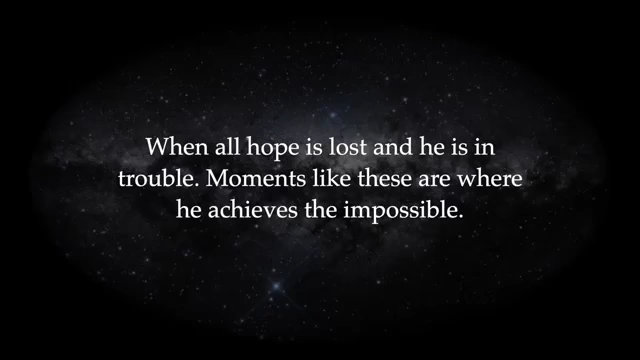 When all hope is lost and he is in
trouble. Moments like these are where
he achieves the impossible.